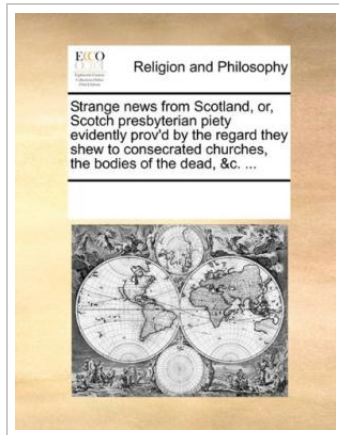 ECCO
Religion and Philosophy
Strange news from Scotland, or,
Scotch presbyterian piety
evidently prov'd by the regard they
shew to consecrated churches,
the bodies of the dead, &c. ...